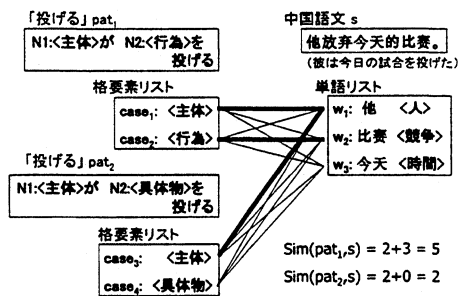 「投げる」pat1
N1:<主体>が N2:<行為>を
投げる
格要素リスト
case1: <主体>
case2: <行為>
「投げる」pat2
N1:<主体>が N2:<具体物>を
投げる
格要素リスト
case3: <主体>
case4: <具体物>
中国語文 s
他放弃今天的比赛。
(彼は今日の試合を投げた)
単語リスト
w1: 他 <人>
w2: 比赛 <競争>
w3: 今天 <時間>
Sim(pat1,s) = 2+3 = 5
Sim(pat2,s) = 2+0 = 2